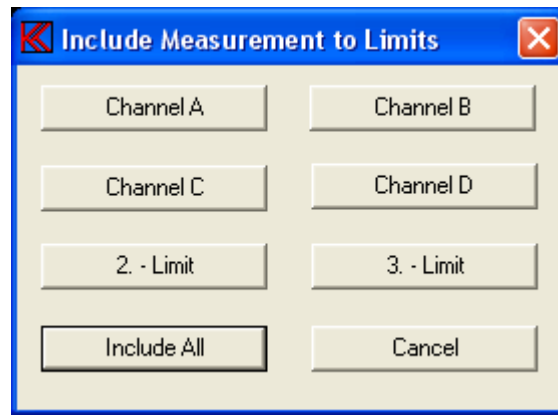 Include Measurement to Limits
Channel A
Channel B
Channel C
Channel D
2. - Limit
3. - Limit
Include All
Cancel